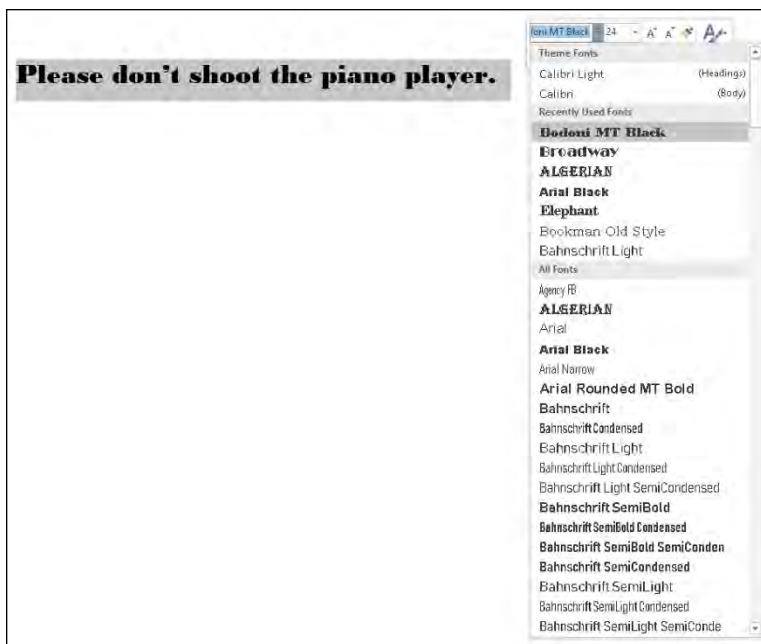 Please don't shoot the piano player.
oni MT Black 24 A A A
Theme Fonts
Calibri Light (Headings)
Calibri (Body)
Recently Used Fonts
Bodoni MT Black
Broadway
ALGERIAN
Arial Black
Elephant
Bookman Old Style
Bahnschrift Light
All Fonts
Agency FB
ALGERIAN
Arial
Arial Black
Arial Narrow
Arial Rounded MT Bold
Bahnschrift
Bahnschrift Condensed
Bahnschrift Light
Bahnschrift Light Condensed
Bahnschrift Light SemiCondensed
Bahnschrift SemiBold
Bahnschrift SemiBold Condensed
Bahnschrift SemiBold SemiConden
Bahnschrift SemiCondensed
Bahnschrift SemiLight
Bahnschrift SemiLight Condensed
Bahnschrift SemiLight SemiConde